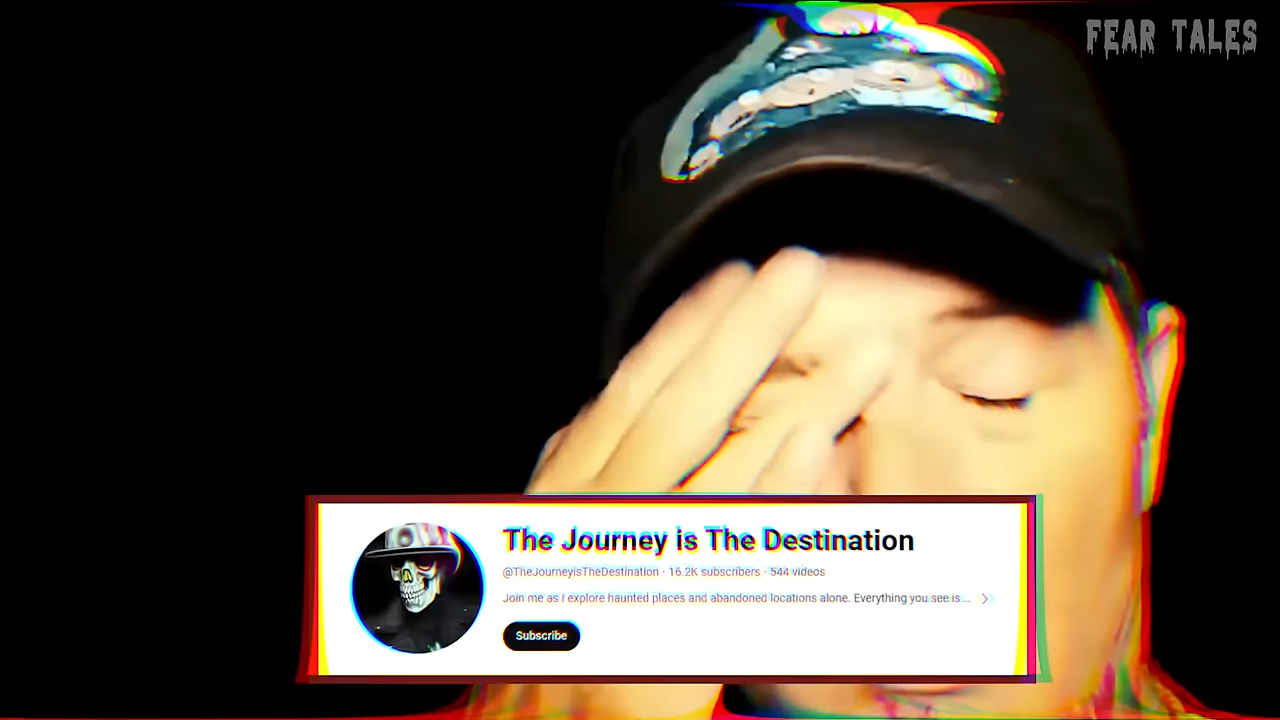 FEAR TALES
The Journey is The Destination
@TheJourneyisTheDestination · 16.2K subscribers · 544 videos
Join me as I explore haunted places and abandoned locations alone. Everything you see is ...
Subscribe